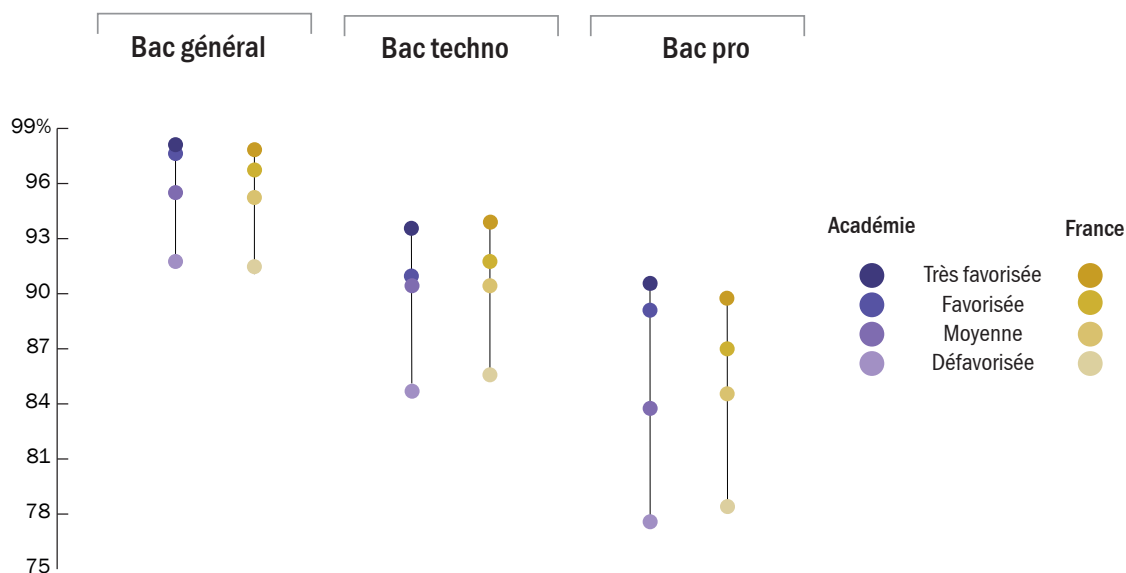 Bac général
Bac techno
Bac pro
99%
96
93
90
87
84
81
78
75
Académie France
Très favorisée
Favorisée
Moyenne
Défavorisée